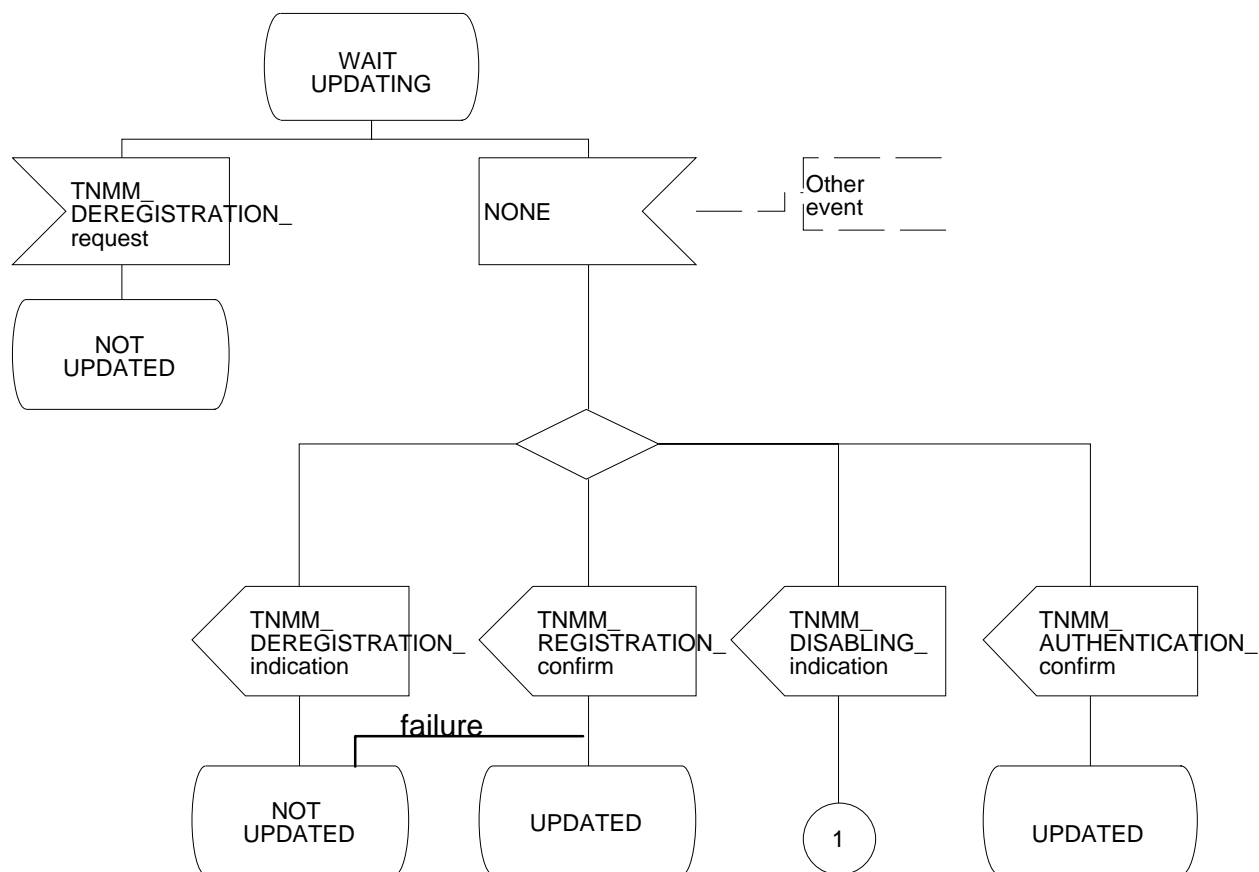 WAIT
UPDATING
TNMM_
DEREGISTRATION_
request
NONE
Other
event
NOT
UPDATED
TNMM_
DEREGISTRATION_
indication
TNMM_
REGISTRATION_
confirm
TNMM_
DISABLING_
indication
TNMM_
AUTHENTICATION_
confirm
failure
NOT
UPDATED
UPDATED
1
UPDATED